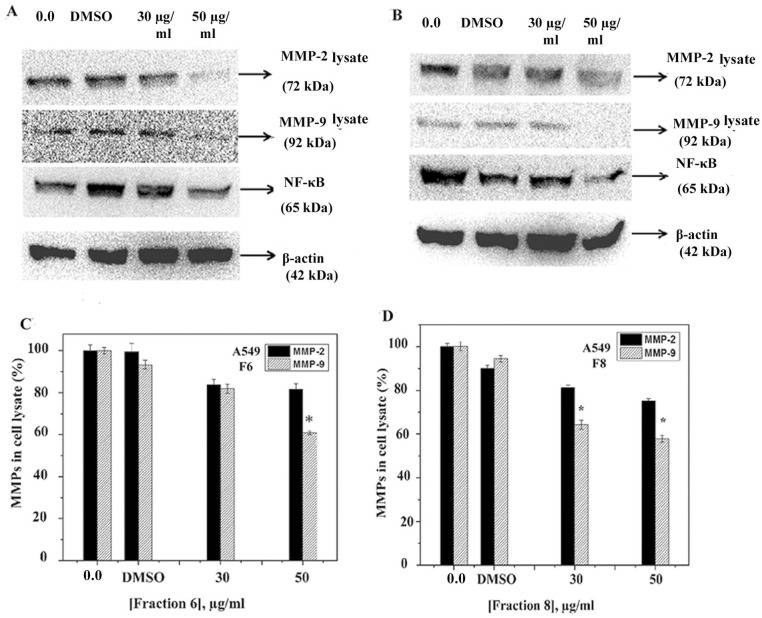 A
0.0 DMSO 30 µg/ml 50 µg/ml
MMP-2 lysate
(72 kDa)
MMP-9 lysate
(92 kDa)
NF-κB
(65 kDa)
β-actin
(42 kDa)
B
0.0 DMSO 30 µg/ml 50 µg/ml
MMP-2 lysate
(72 kDa)
MMP-9 lysate
(92 kDa)
NF-κB
(65 kDa)
β-actin
(42 kDa)
C
MMPs in cell lysate (%)
100
80
60
40
20
0
A549
F6
MMP-2
MMP-9
*
0.0 DMSO 30 50
[Fraction 6], µg/ml
D
MMPs in cell lysate (%)
100
80
60
40
20
0
A549
F8
MMP-2
MMP-9
*
*
0.0 DMSO 30 50
[Fraction 8], µg/ml